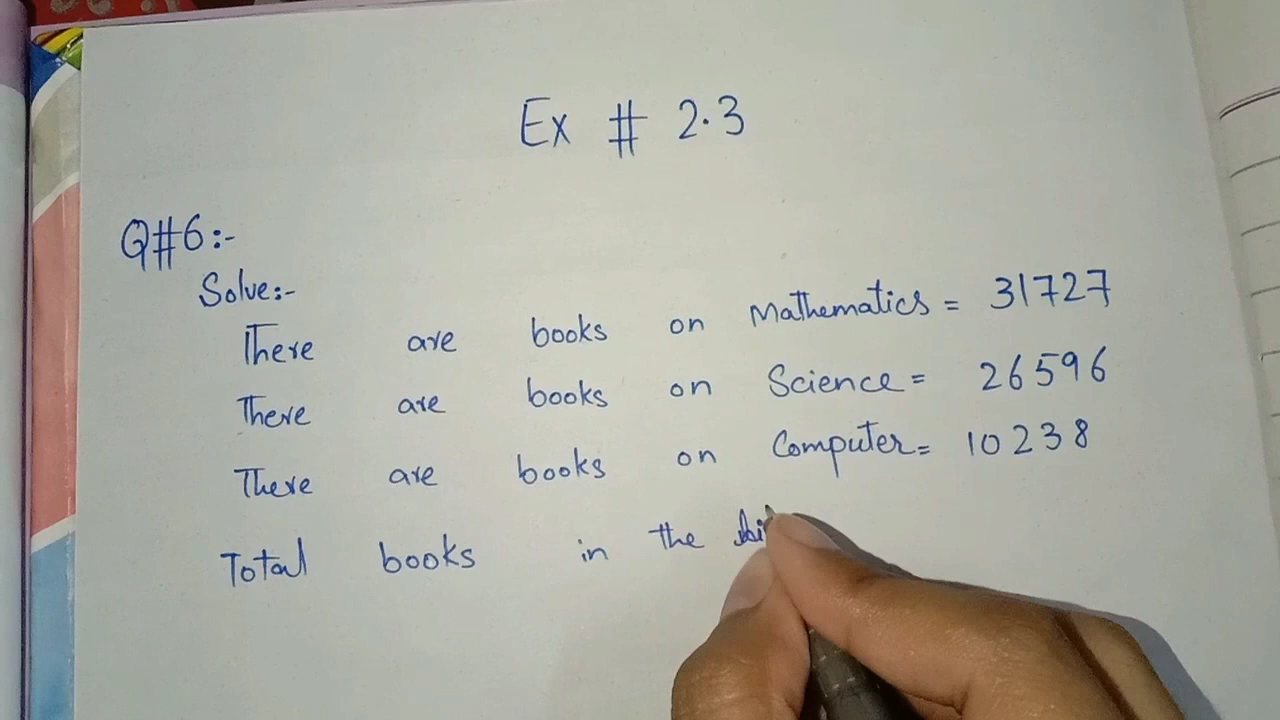 Ex # 2.3
Q#6:-
Solve:-
There are books on Mathematics = 31727
There are books on Science = 26596
There are books on Computer = 10238
Total books in the